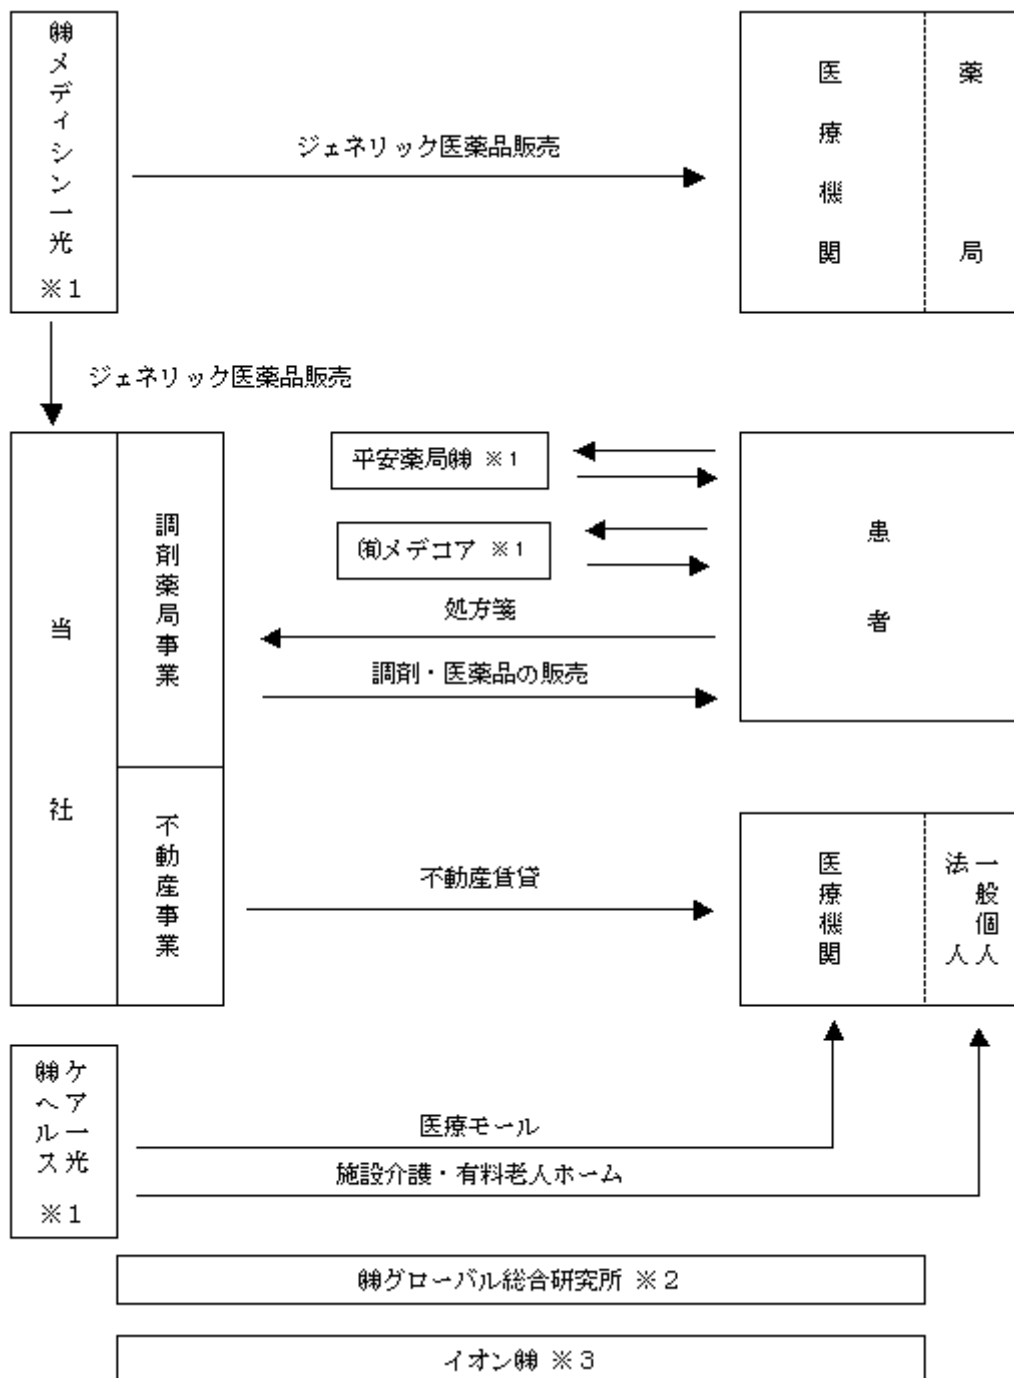 ㈱メディシン一光
※1
医療機関
薬局
ジェネリック医薬品販売
ジェネリック医薬品販売
当社
調剤薬局事業
不動産事業
平安薬局㈱ ※1
㈲メデコア ※1
処方箋
調剤・医薬品の販売
患者
不動産賃貸
医療機関
一般個人
法人
㈱ヘルス
ケア一光
※1
医療モール
施設介護・有料老人ホーム
㈱グローバル総合研究所 ※2
イオン㈱ ※3